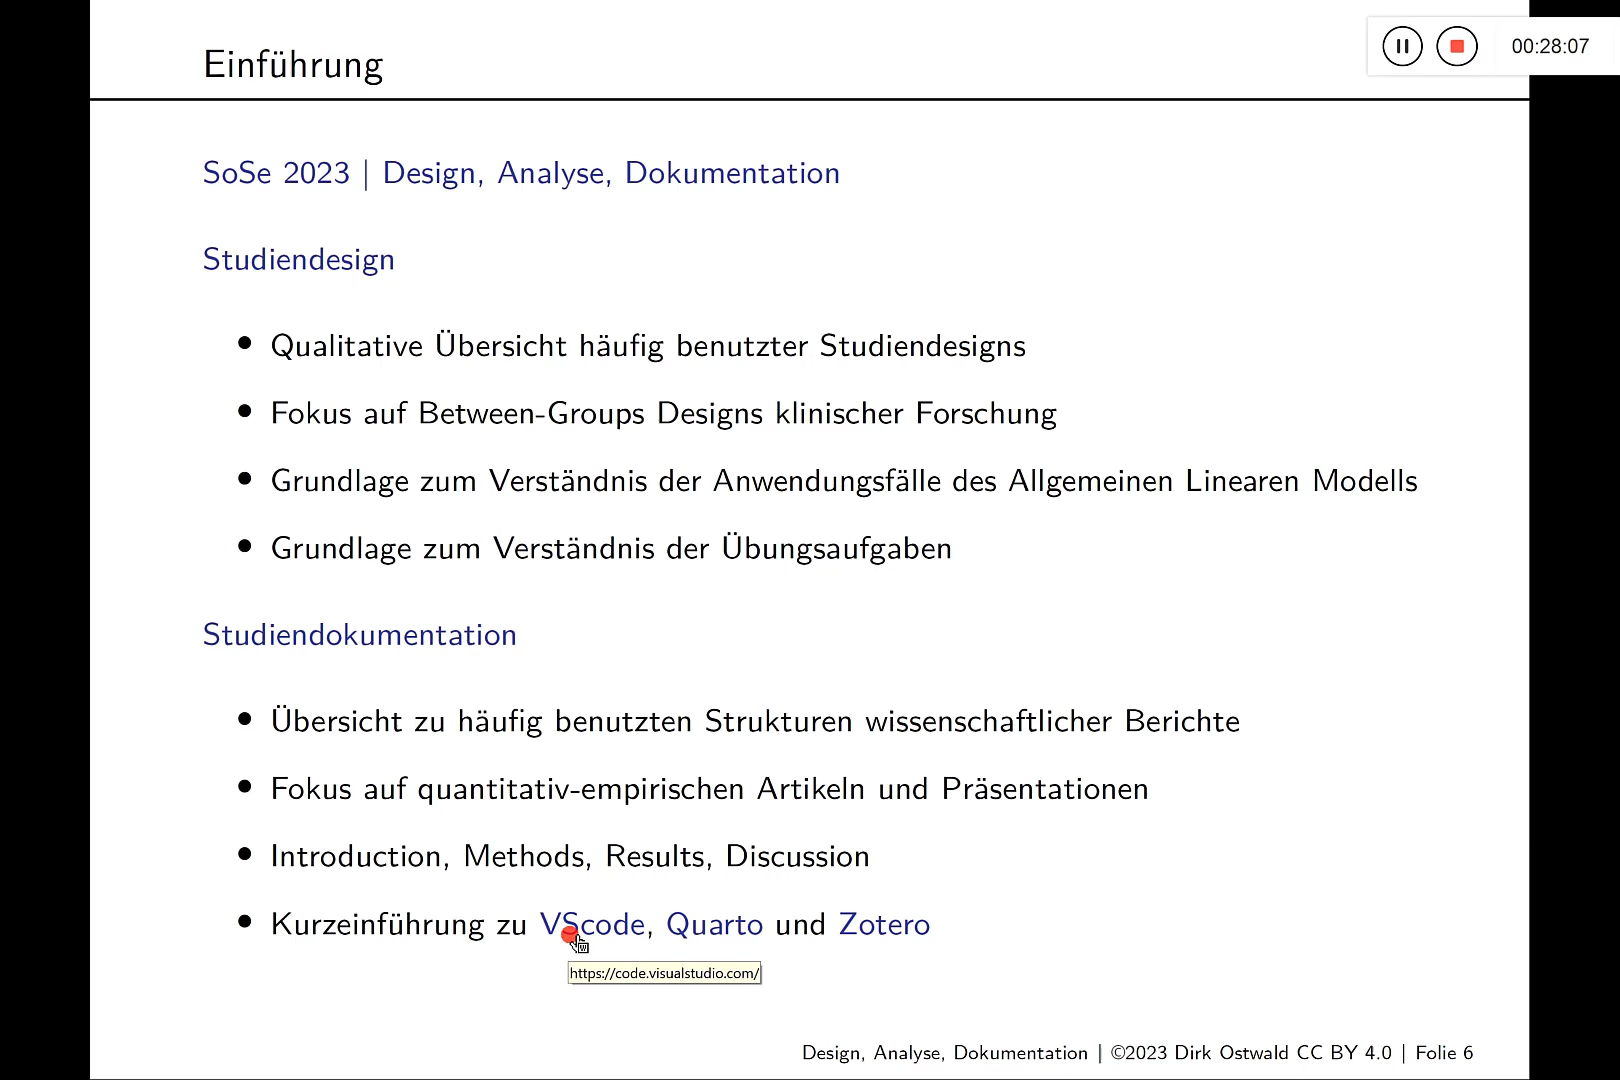 Einführung
00:28:07
SoSe 2023 | Design, Analyse, Dokumentation
Studiendesign
• Qualitative Übersicht häufig benutzter Studiendesigns
• Fokus auf Between-Groups Designs klinischer Forschung
• Grundlage zum Verständnis der Anwendungsfälle des Allgemeinen Linearen Modells
• Grundlage zum Verständnis der Übungsaufgaben
Studiendokumentation
• Übersicht zu häufig benutzten Strukturen wissenschaftlicher Berichte
• Fokus auf quantitativ-empirischen Artikeln und Präsentationen
• Introduction, Methods, Results, Discussion
• Kurzeinführung zu VScode, Quarto und Zotero
https://code.visualstudio.com/
Design, Analyse, Dokumentation | ©2023 Dirk Ostwald CC BY 4.0 | Folie 6